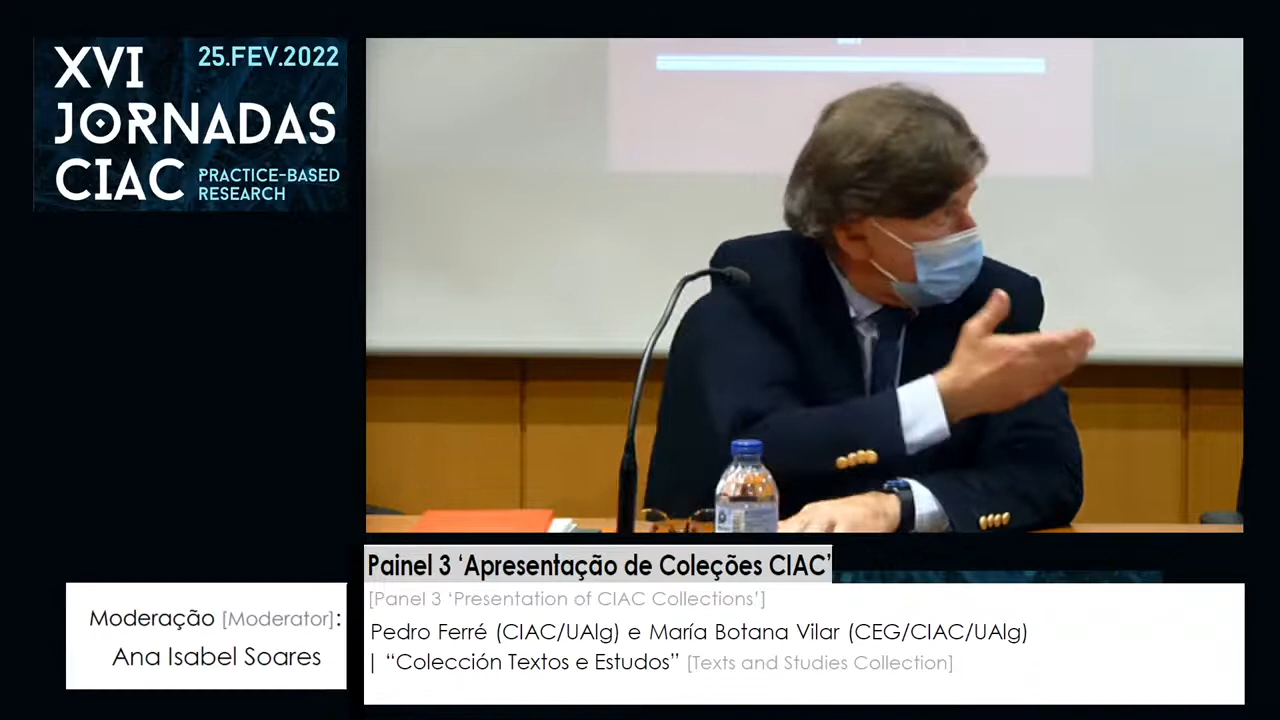 XVI
25.FEV.2022
JORNADAS
CIAC
PRACTICE-BASED
RESEARCH
Painel 3 ‘Apresentação de Coleções CIAC’
[Panel 3 ‘Presentation of CIAC Collections’]
Pedro Ferré (CIAC/UAlg) e María Botana Vilar (CEG/CIAC/UAlg)
| “Colección Textos e Estudos” [Texts and Studies Collection]
Moderação [Moderator]:
Ana Isabel Soares